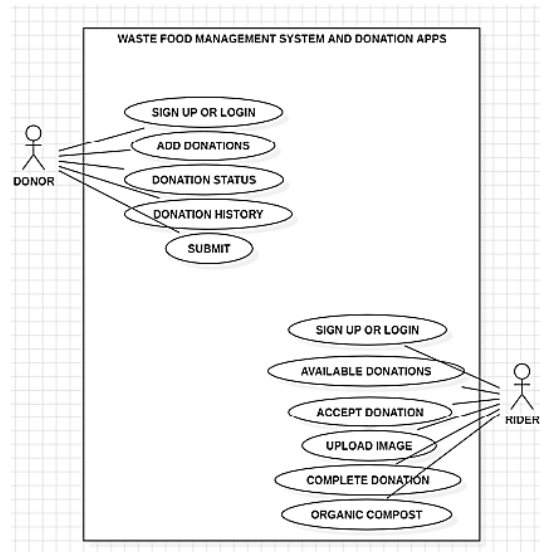 WASTE FOOD MANAGEMENT SYSTEM AND DONATION APPS
SIGN UP OR LOGIN
ADD DONATIONS
DONATION STATUS
DONOR
DONATION HISTORY
SUBMIT
SIGN UP OR LOGIN
AVAILABLE DONATIONS
ACCEPT DONATION
RIDER
UPLOAD IMAGE
COMPLETE DONATION
ORGANIC COMPOST